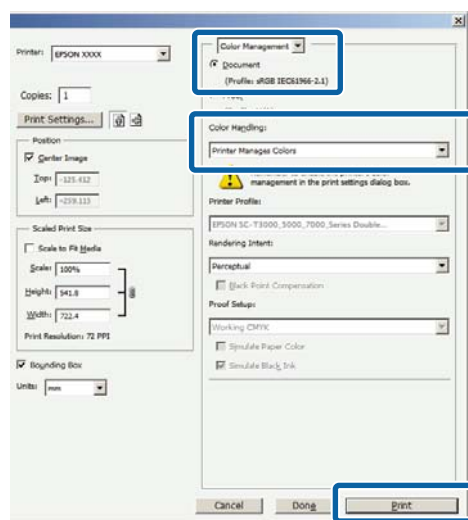 Printer: EPSON XXXX
Copies: 1
Print Settings...
Position
Center Image
Top: -125.412
Left: -259.115
Scaled Print Size
Scale to Fit Media
Scale: 100%
Height: 541.8
Width: 722.4
Print Resolution: 72 PPI
Bounding Box
Units: mm
Color Management
Document
(Profile: sRGB IEC61966-2.1)
Color Handling:
Printer Manages Colors
management in the print settings dialog box.
Printer Profile:
EPSON SC-T3000_5000_7000_Series Double...
Rendering Intent:
Perceptual
Black Point Compensation
Proof Setup:
Working CMYK
Simulate Paper Color
Simulate Black Ink
Cancel
Done
Print